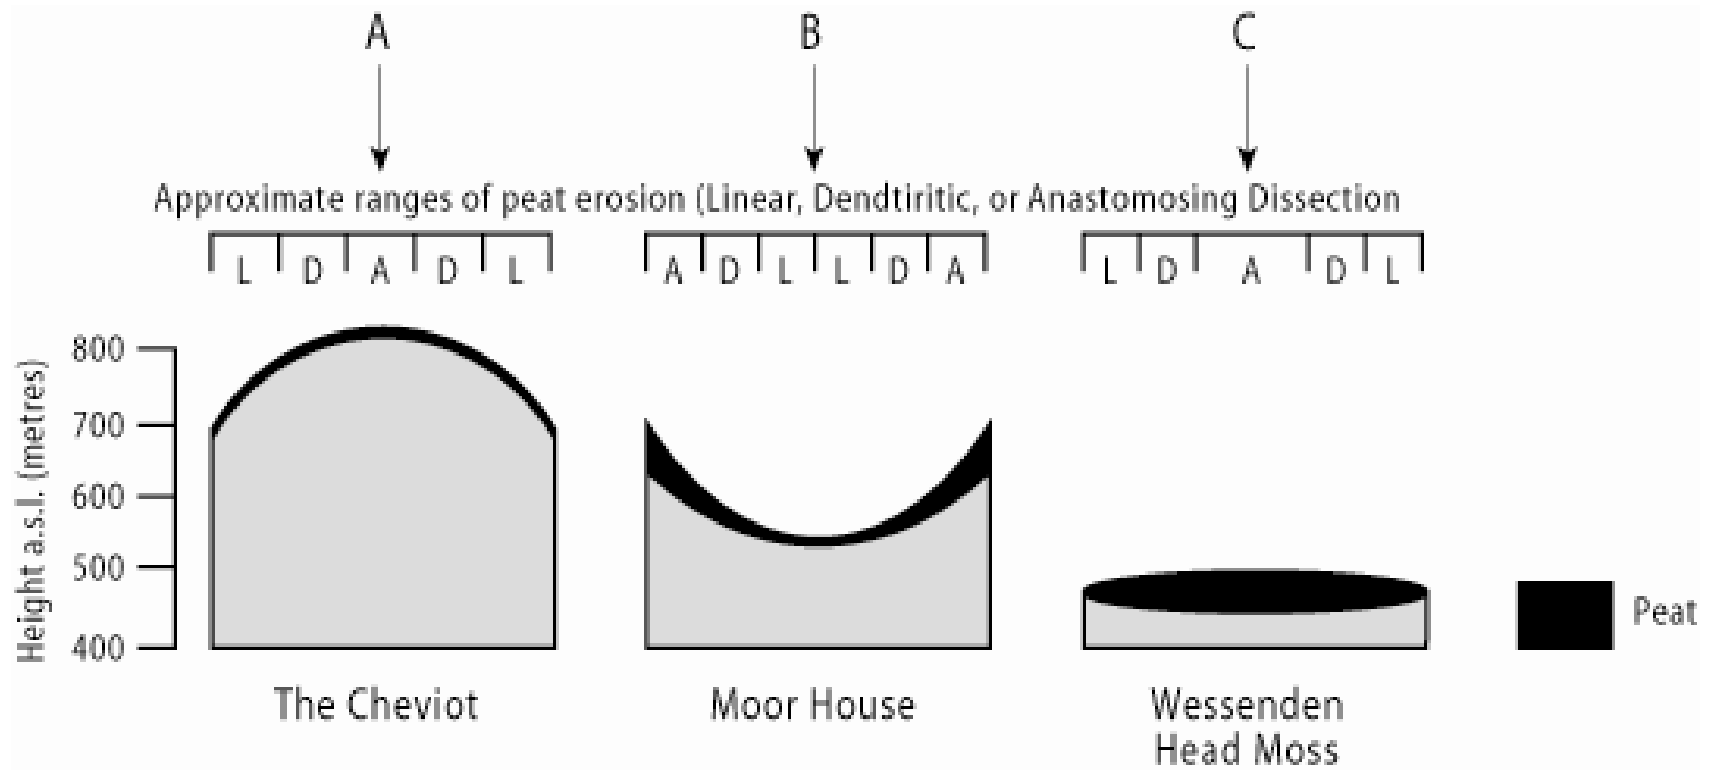 A B C
Approximate ranges of peat erosion (Linear, Dendtiritic, or Anastomosing Dissection
L D A D L A D L L D A L D A D L
Height a.s.l. (metres)
800
700
600
500
400
Peat
The Cheviot Moor House Wessenden
Head Moss